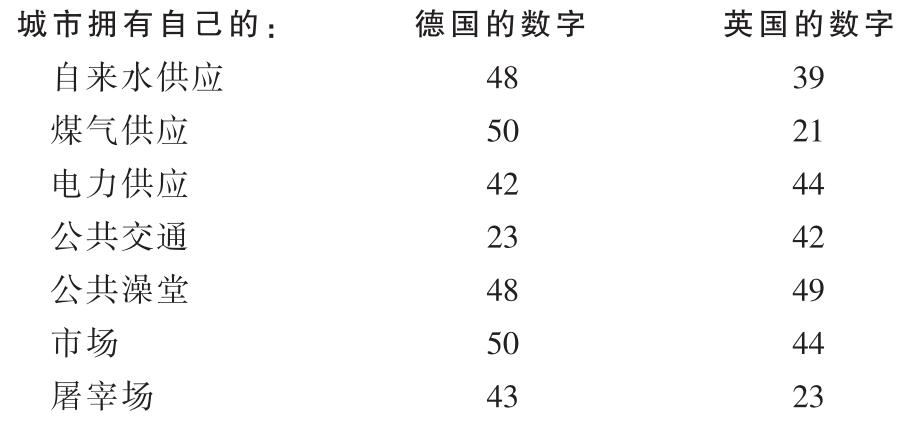 城市拥有自己的： 德国的数字 英国的数字
自来水供应 48 39
煤气供应 50 21
电力供应 42 44
公共交通 23 42
公共澡堂 48 49
市场 50 44
屠宰场 43 23